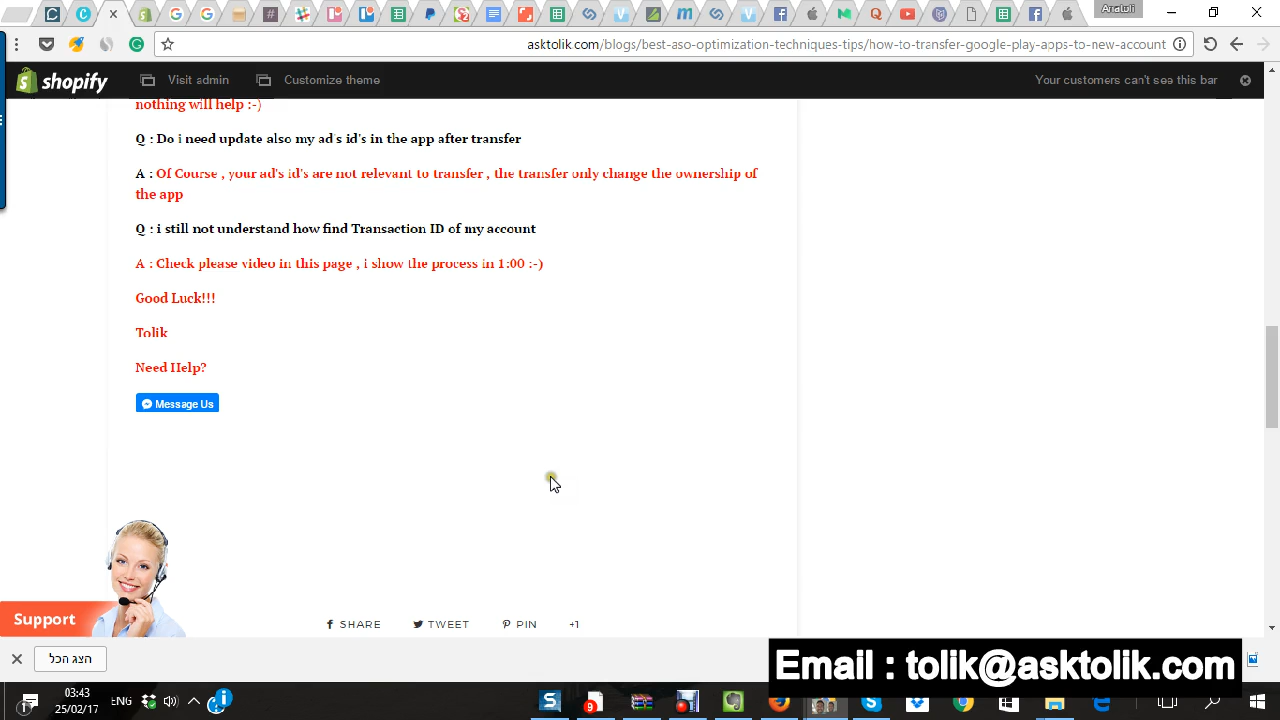 Anatoli
asktolik.com/blogs/best-aso-optimization-techniques-tips/how-to-transfer-google-play-apps-to-new-account
shopify Visit admin Customize theme Your customers can't see this bar
nothing will help :-)
Q : Do i need update also my ad's id's in the app after transfer
A : Of Course , your ad's id's are not relevant to transfer , the transfer only change the ownership of
the app
Q : i still not understand how find Transaction ID of my account
A : Check please video in this page , i show the process in 1:00 :-)
Good Luck!!!
Tolik
Need Help?
Message Us
Support
SHARE TWEET PIN +1
הצג הכל
Email : tolik@asktolik.com
03:43
25/02/17
ENG
9